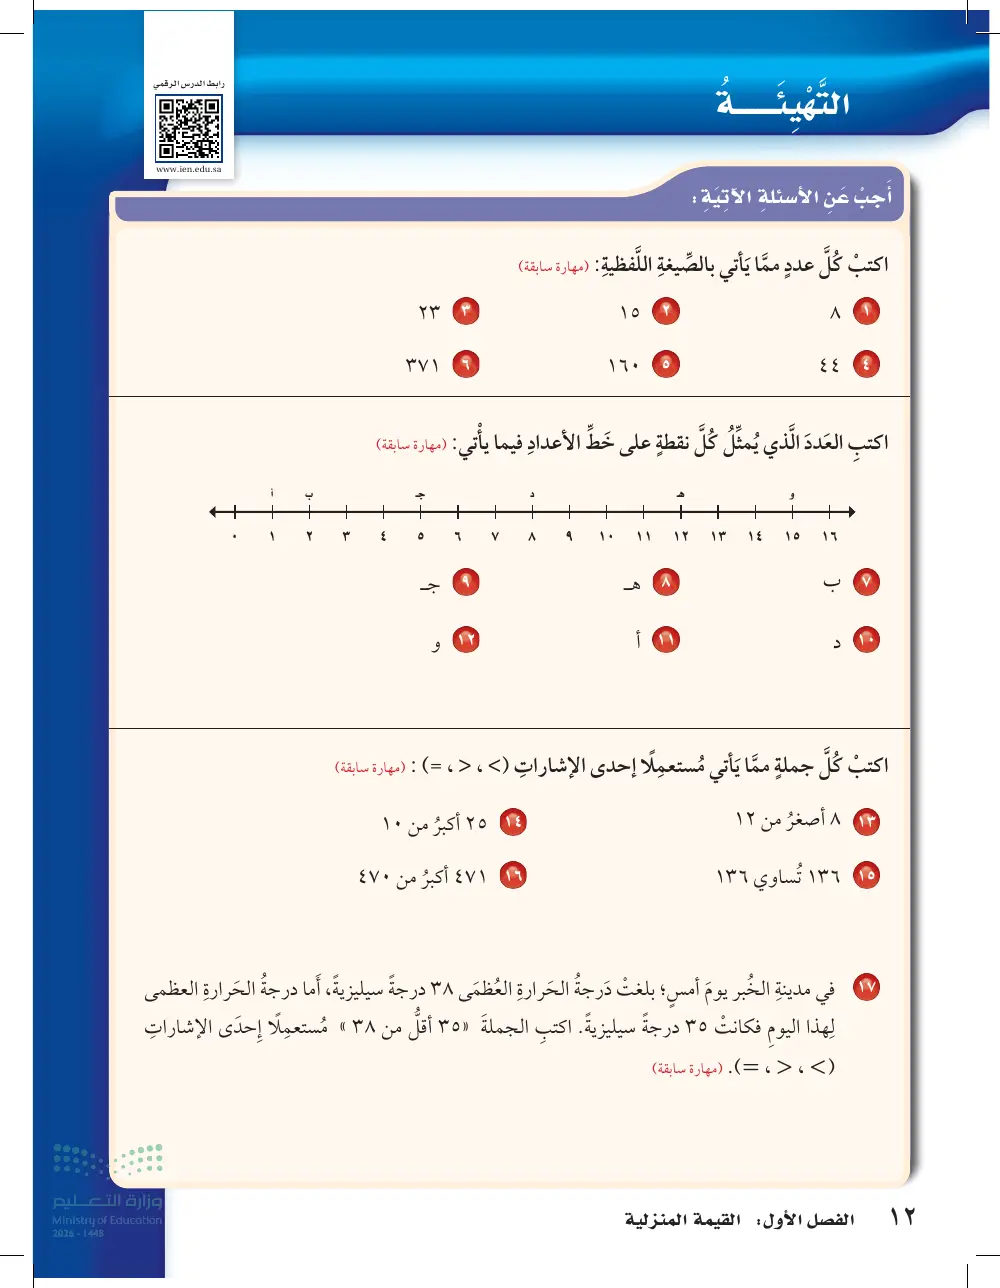 رابط الدرس الرقمي
www.ien.edu.sa
التَّهْيِئَـــــةُ
أَجبْ عَنِ الأسئلةِ الآتِيَةِ :
اكتبْ كُلَّ عددٍ ممَّا يَأتي بالصِّيغةِ اللَّفظيةِ: (مهارة سابقة)
١ ٨ ٢ ١٥ ٣ ٢٣
٤ ٤٤ ٥ ١٦٠ ٦ ٣٧١
اكتبِ العَددَ الَّذي يُمثِّلُ كُلَّ نقطةٍ على خَطِّ الأعدادِ فيما يأْتي: (مهارة سابقة)
أ ب جـ د هـ و
٠ ١ ٢ ٣ ٤ ٥ ٦ ٧ ٨ ٩ ١٠ ١١ ١٢ ١٣ ١٤ ١٥ ١٦
٧ ب ٨ هـ ٩ جـ
١٠ د ١١ أ ١٢ و
اكتبْ كُلَّ جملةٍ ممَّا يَأتي مُستعمِلًا إحدى الإشاراتِ (> ، < ، =) : (مهارة سابقة)
١٣ ٨ أصغرُ من ١٢ ١٤ ٢٥ أكبرُ من ١٠
١٥ ١٣٦ تُساوي ١٣٦ ١٦ ٤٧١ أكبرُ من ٤٧٠
١٧ في مدينةِ الخُبر يومَ أمسٍ؛ بلغتْ دَرجةُ الحَرارةِ العُظمَى ٣٨ درجةً سيليزيةً، أَما درجةُ الحَرارةِ العظمى
لِهذا اليومِ فكانتْ ٣٥ درجةً سيليزيةً. اكتبِ الجملةَ «٣٥ أقلُّ من ٣٨ » مُستعمِلًا إِحدَى الإشاراتِ
(> ، < ، =). (مهارة سابقة)
وزارة التعـــليم
Ministry of Education
2026 - 1448
١٢ الفصل الأول: القيمة المنزلية